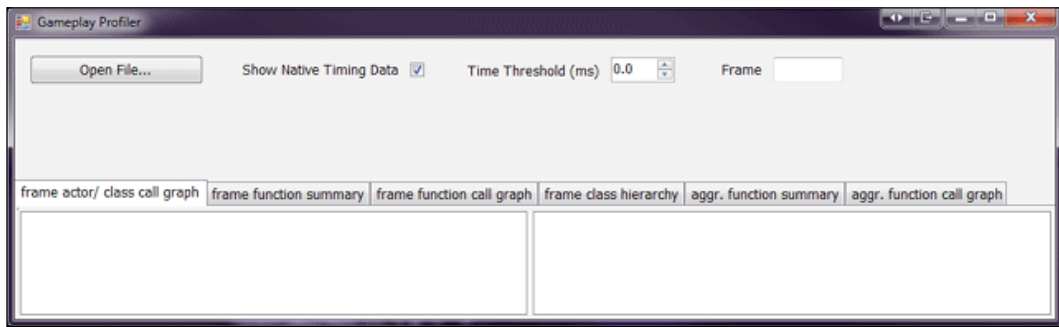 Gameplay Profiler
Open File... Show Native Timing Data Time Threshold (ms) 0.0 Frame
frame actor/ class call graph frame function summary frame function call graph frame class hierarchy aggr. function summary aggr. function call graph